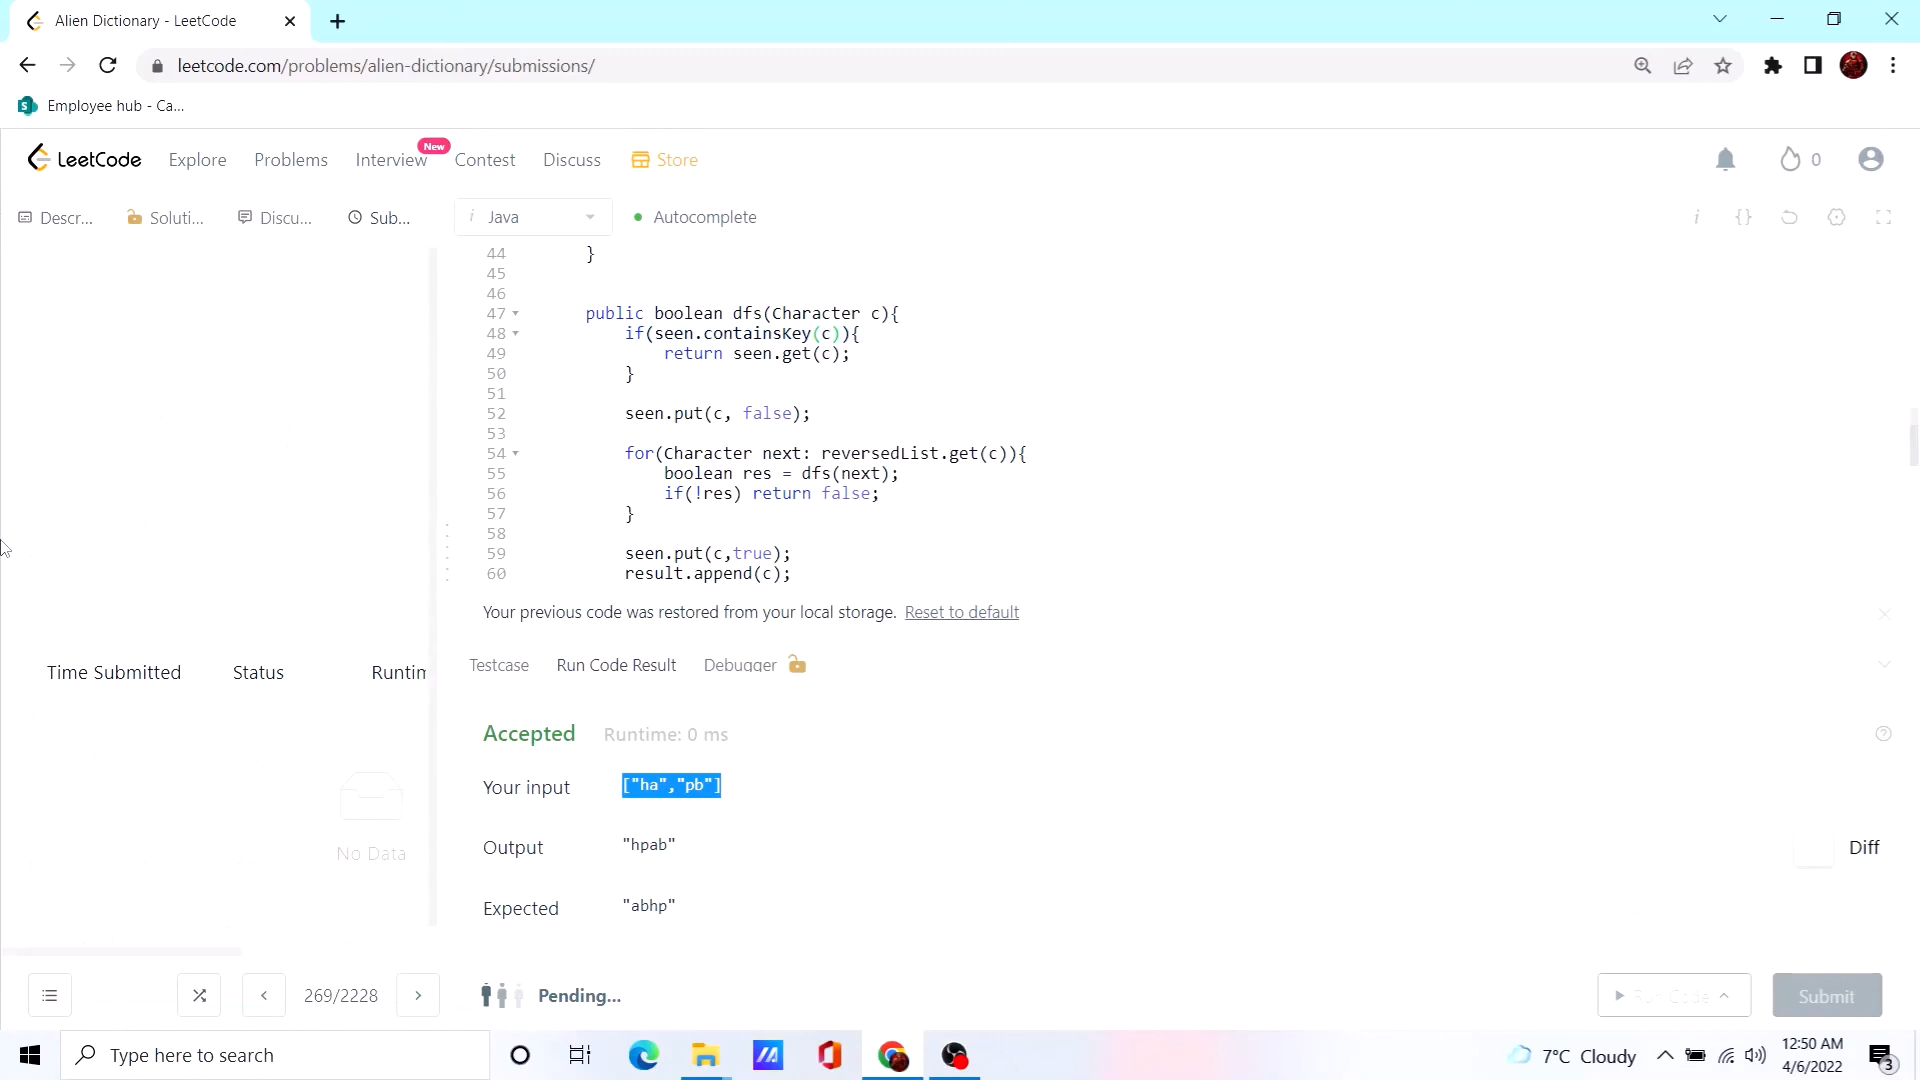 Alien Dictionary - LeetCode
leetcode.com/problems/alien-dictionary/submissions/
Employee hub - Ca...
LeetCode Explore Problems Interview New Contest Discuss Store 0
Descr... Soluti... Discu... Sub... i Java Autocomplete i {}
44 }
45
46
47 public boolean dfs(Character c){
48 if(seen.containsKey(c)){
49 return seen.get(c);
50 }
51
52 seen.put(c, false);
53
54 for(Character next: reversedList.get(c)){
55 boolean res = dfs(next);
56 if(!res) return false;
57 }
58
59 seen.put(c,true);
60 result.append(c);
Your previous code was restored from your local storage. Reset to default
Time Submitted Status Runtim
No Data
Testcase Run Code Result Debugger
Accepted Runtime: 0 ms
Your input ["ha","pb"]
Output "hpab"
Diff
Expected "abhp"
269/2228 Pending... Run Code Submit
Type here to search
7°C Cloudy
12:50 AM
4/6/2022
3